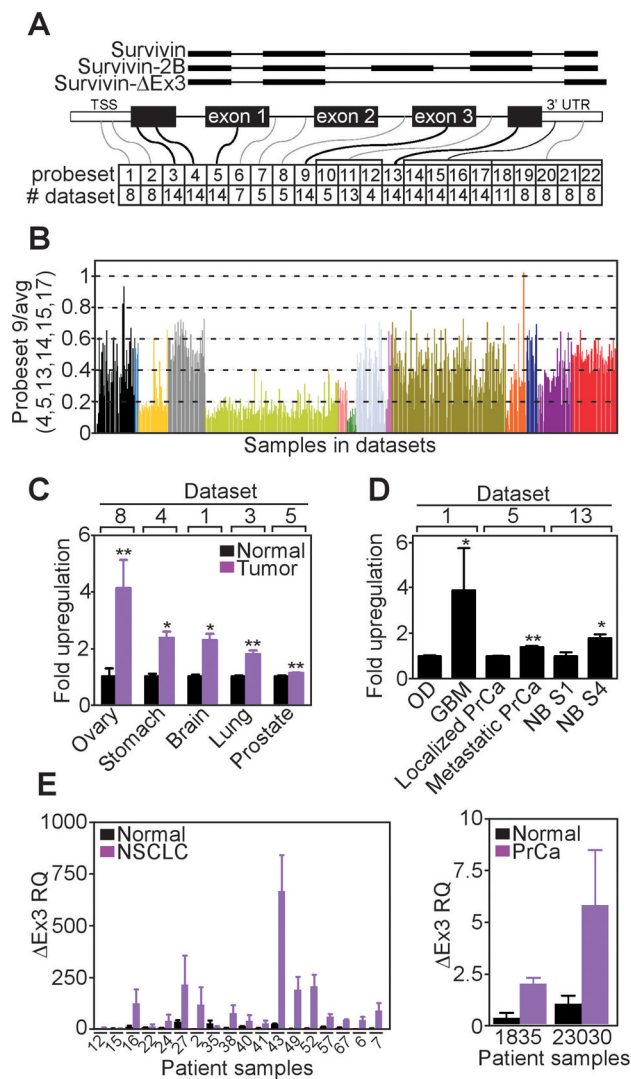 A
Survivin
Survivin-2B
Survivin-ΔEx3
TSS
exon 1
exon 2
exon 3
3' UTR
probeset 1 2 3 4 5 6 7 8 9 10 11 12 13 14 15 16 17 18 19 20 21 22
# dataset 8 8 14 14 14 7 5 5 14 5 13 4 14 14 14 14 14 11 8 8 8 8
B
Probeset 9/avg
(4,5,13,14,15,17)
1
0.8
0.6
0.4
0.2
0
Samples in datasets
C
Dataset
8 4 1 3 5
Fold upregulation
6
4
2
0
Normal
Tumor
**
*
*
**
**
Ovary
Stomach
Brain
Lung
Prostate
D
Dataset
1 5 13
Fold upregulation
6
4
2
0
*
**
*
OD
GBM
Localized PrCa
Metastatic PrCa
NB S1
NB S4
E
ΔEx3 RQ
1000
750
500
250
0
Normal
NSCLC
12 15 16 22 24 27 2 35 38 40 41 43 49 52 57 67 6 7
Patient samples
ΔEx3 RQ
10
7.5
5
2.5
0
Normal
PrCa
1835 23030
Patient samples